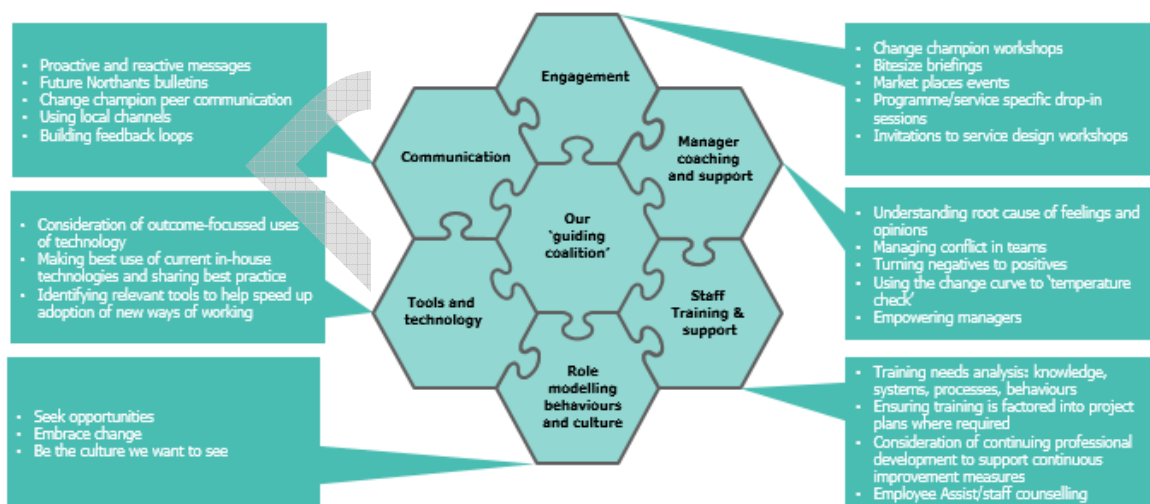 • Proactive and reactive messages
• Future Northants bulletins
• Change champion peer communication
• Using local channels
• Building feedback loops
• Consideration of outcome-focussed uses
of technology
• Making best use of current in-house
technologies and sharing best practice
• Identifying relevant tools to help speed up
adoption of new ways of working
• Seek opportunities
• Embrace change
• Be the culture we want to see
Engagement
Communication
Manager
coaching
and support
Our
‘guiding
coalition’
Tools and
technology
Staff
Training &
support
Role
modelling
behaviours
and culture
• Change champion workshops
• Bitesize briefings
• Market places events
• Programme/service specific drop-in
sessions
• Invitations to service design workshops
• Understanding root cause of feelings and
opinions
• Managing conflict in teams
• Turning negatives to positives
• Using the change curve to ‘temperature
check’
• Empowering managers
• Training needs analysis: knowledge,
systems, processes, behaviours
• Ensuring training is factored into project
plans where required
• Consideration of continuing professional
development to support continuous
improvement measures
• Employee Assist/staff counselling